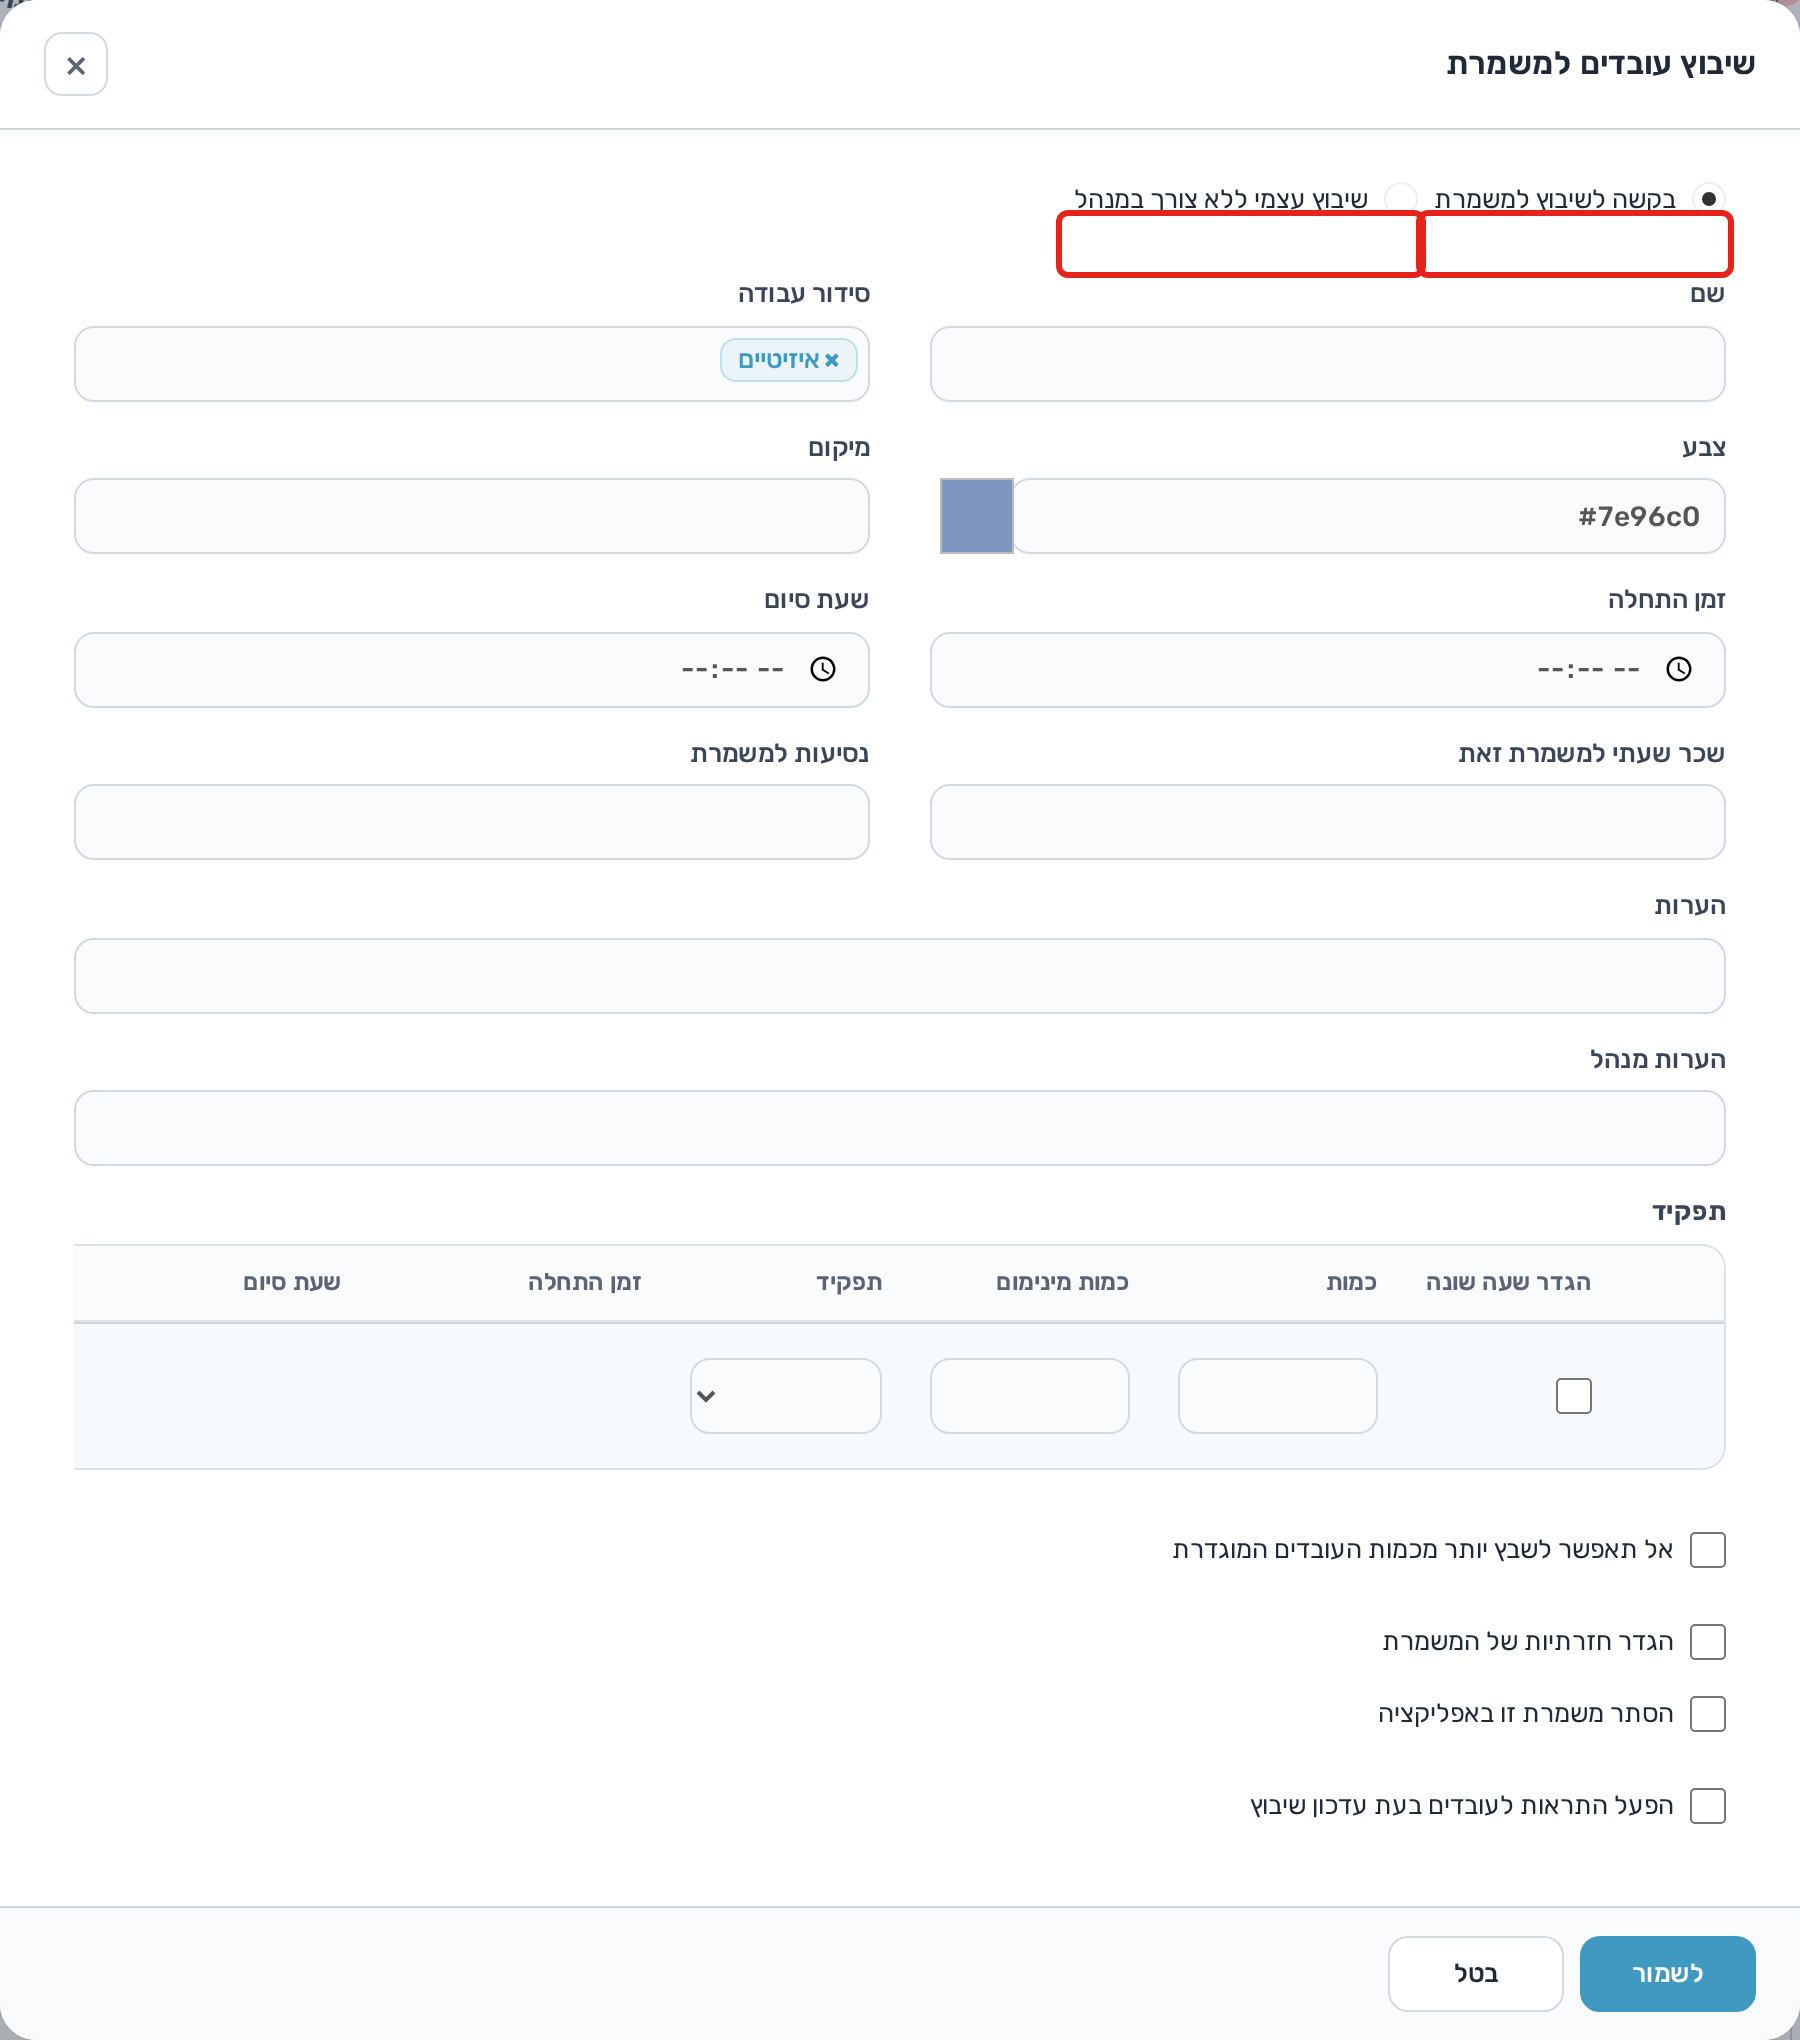 שיבוץ עובדים למשמרת
בקשה לשיבוץ למשמרת
שיבוץ עצמי ללא צורך במנהל
שם
סידור עבודה
איזיטיים
צבע
מיקום
#7e96c0
זמן התחלה
שעת סיום
--:-- --
--:-- --
שכר שעתי למשמרת זאת
נסיעות למשמרת
הערות
הערות מנהל
תפקיד
הגדר שעה שונה כמות כמות מינימום תפקיד זמן התחלה שעת סיום
אל תאפשר לשבץ יותר מכמות העובדים המוגדרת
הגדר חזרתיות של המשמרת
הסתר משמרת זו באפליקציה
הפעל התראות לעובדים בעת עדכון שיבוץ
לשמור
בטל